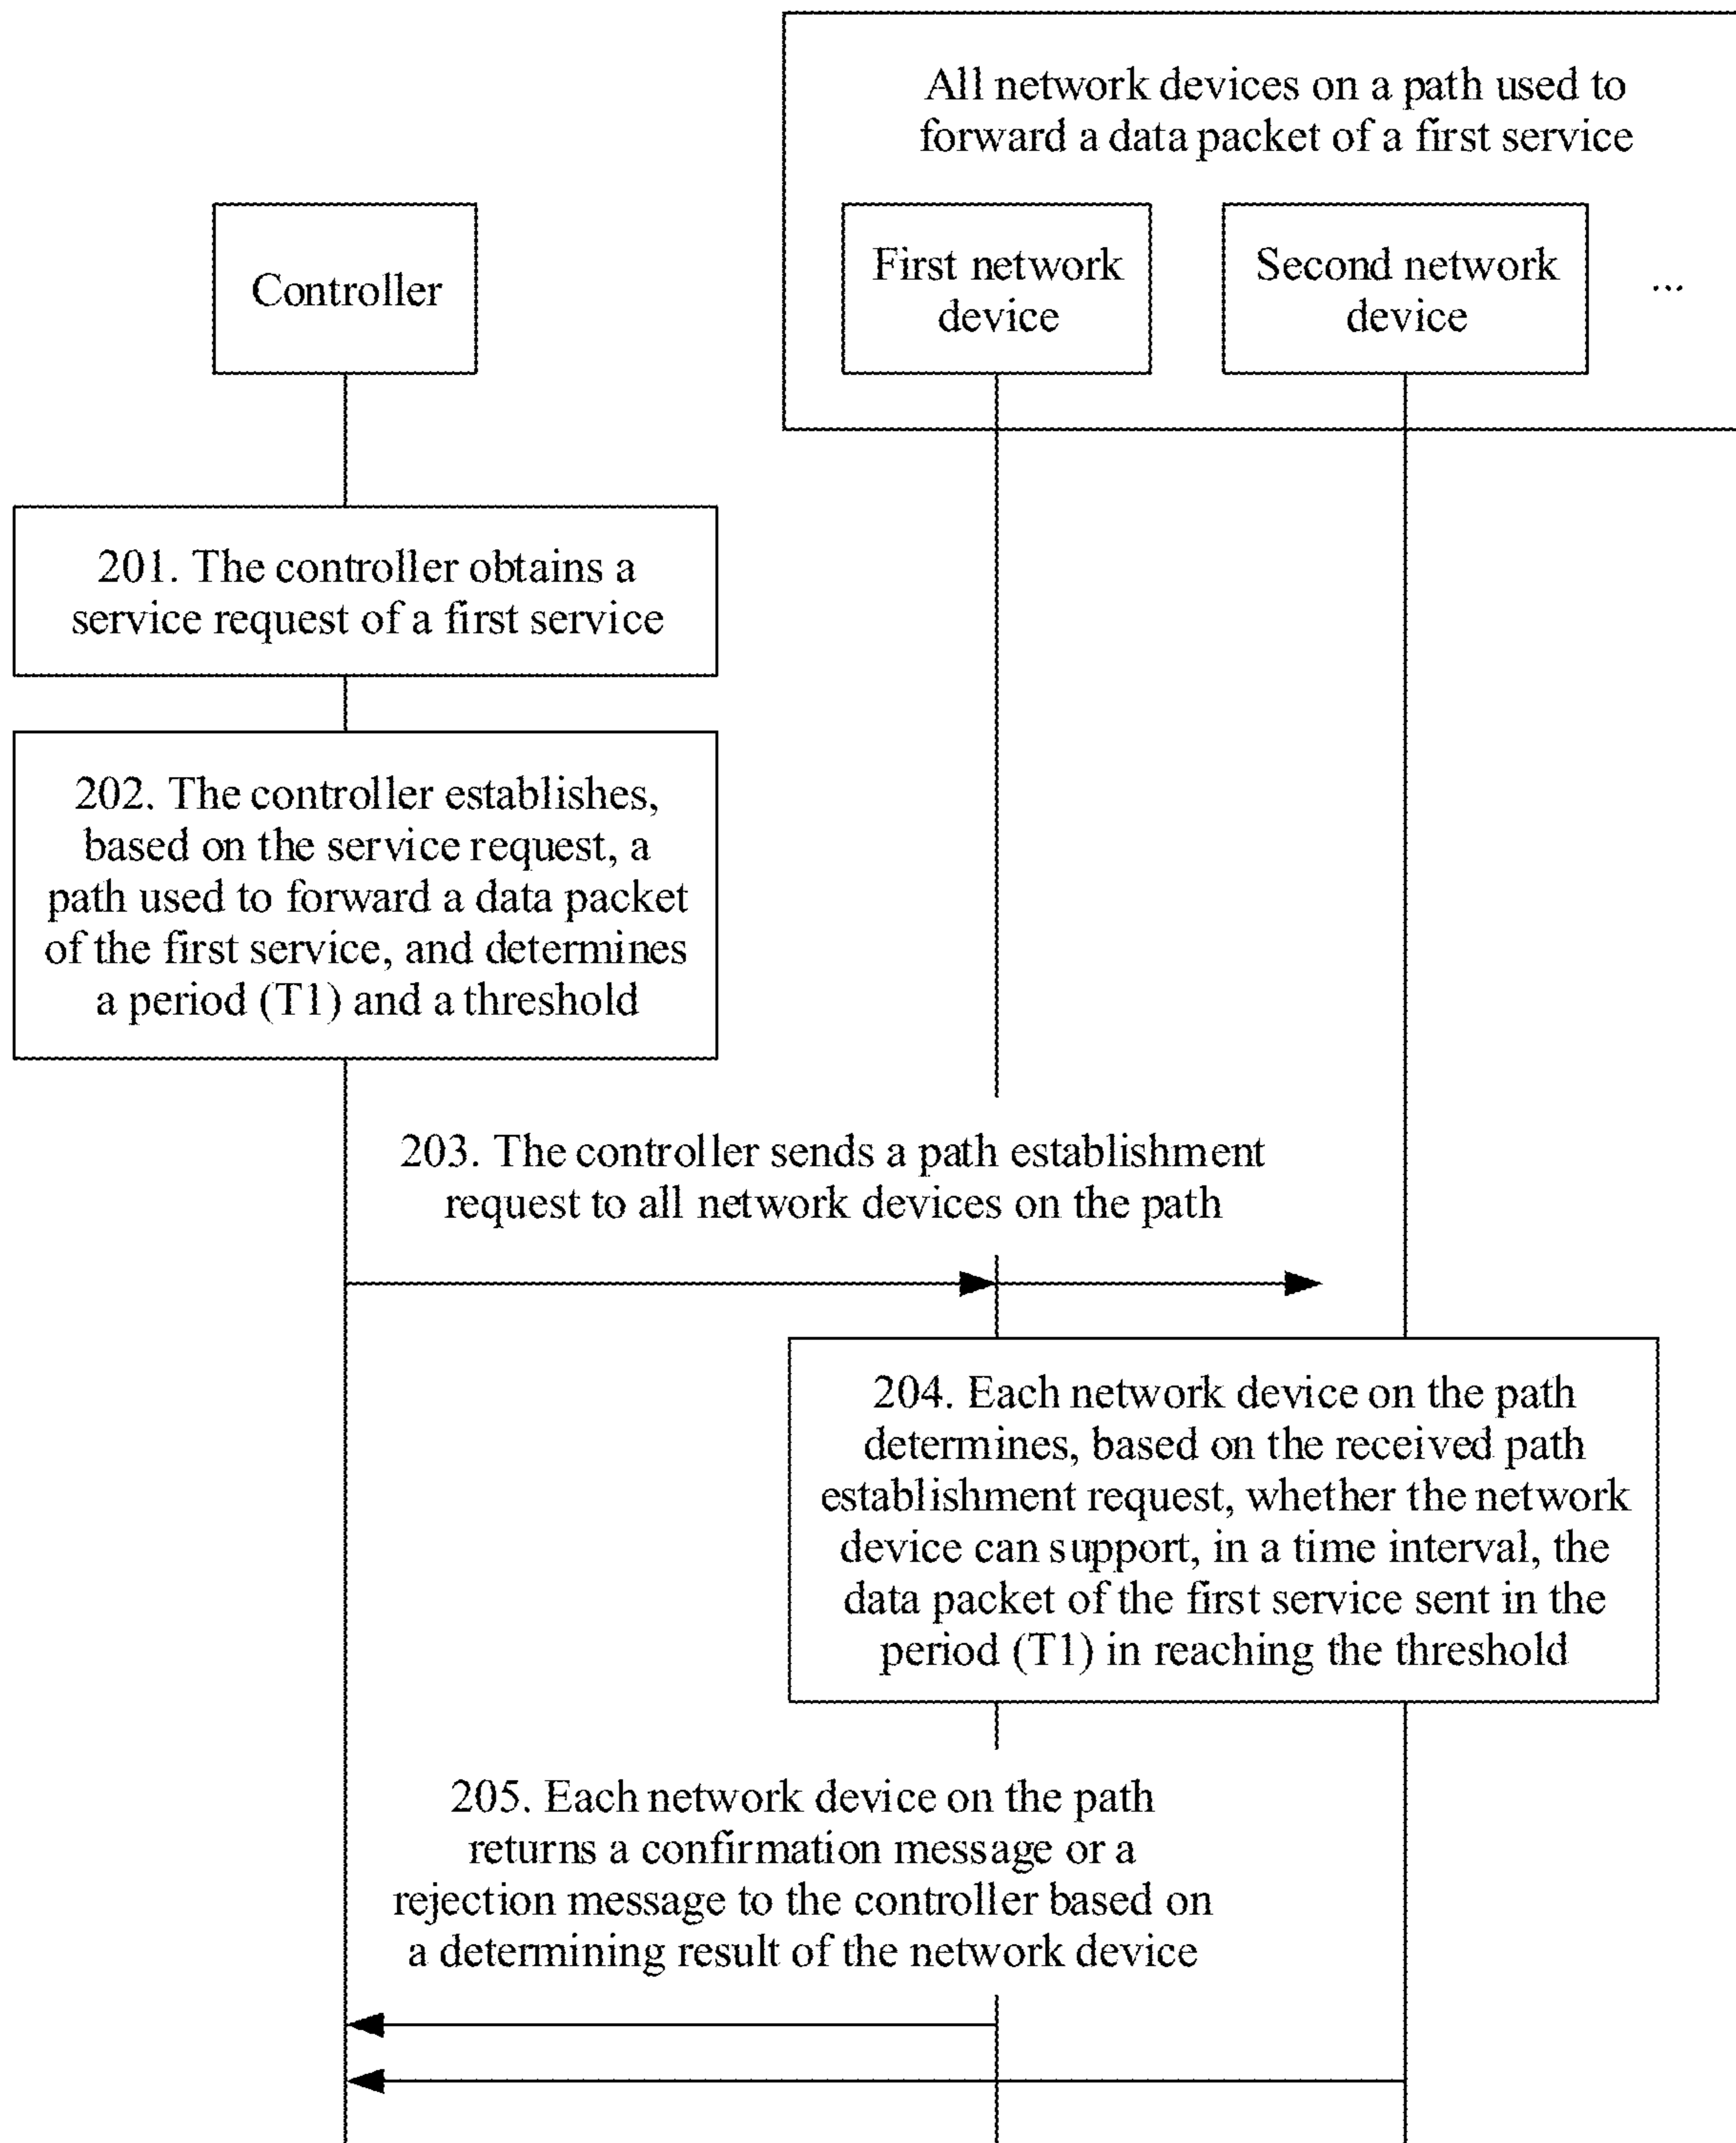 All network devices on a path used to
forward a data packet of a first service
Controller
First network
device
Second network
device
...
201. The controller obtains a
service request of a first service
202. The controller establishes,
based on the service request, a
path used to forward a data packet
of the first service, and determines
a period (T1) and a threshold
203. The controller sends a path establishment
request to all network devices on the path
204. Each network device on the path
determines, based on the received path
establishment request, whether the network
device can support, in a time interval, the
data packet of the first service sent in the
period (T1) in reaching the threshold
205. Each network device on the path
returns a confirmation message or a
rejection message to the controller based on
a determining result of the network device